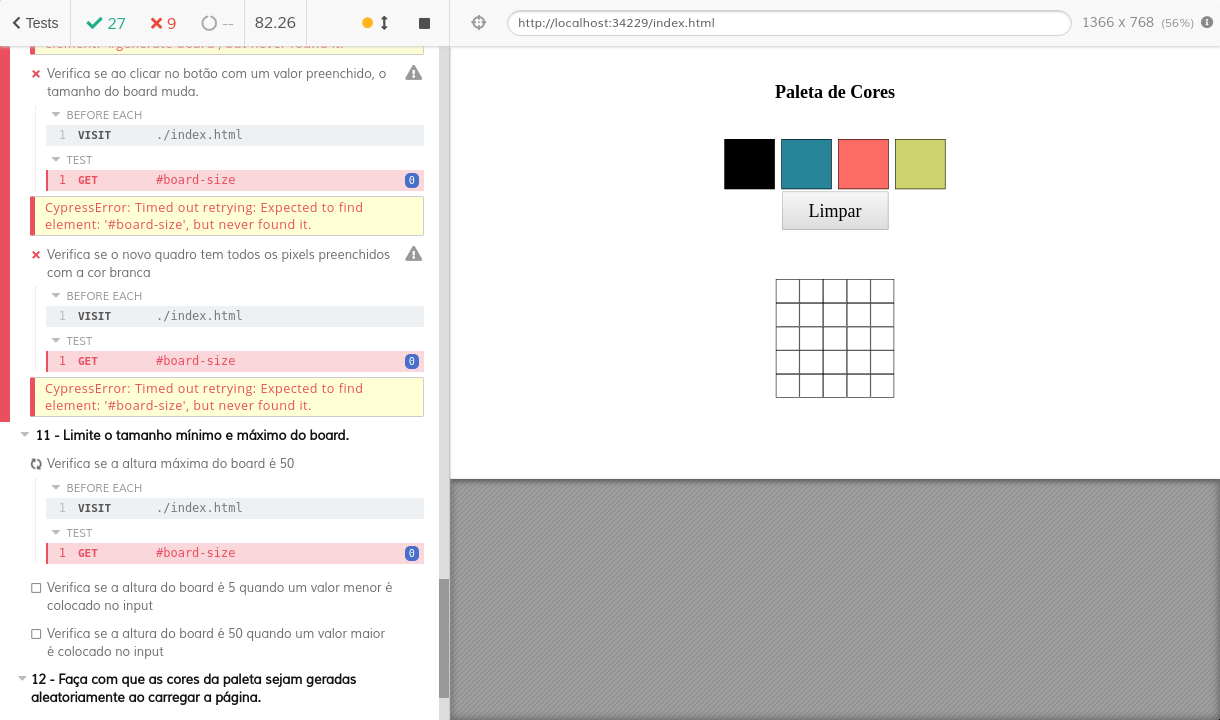 Tests
27
9
--
82.26
http://localhost:34229/index.html
1366 x 768 (56%)
element: '#generate-board', but never found it.
Verifica se ao clicar no botão com um valor preenchido, o
tamanho do board muda.
BEFORE EACH
1 VISIT ./index.html
TEST
1 GET #board-size 0
CypressError: Timed out retrying: Expected to find
element: '#board-size', but never found it.
Verifica se o novo quadro tem todos os pixels preenchidos
com a cor branca
BEFORE EACH
1 VISIT ./index.html
TEST
1 GET #board-size 0
CypressError: Timed out retrying: Expected to find
element: '#board-size', but never found it.
11 - Limite o tamanho mínimo e máximo do board.
Verifica se a altura máxima do board é 50
BEFORE EACH
1 VISIT ./index.html
TEST
1 GET #board-size 0
Verifica se a altura do board é 5 quando um valor menor é
colocado no input
Verifica se a altura do board é 50 quando um valor maior
é colocado no input
12 - Faça com que as cores da paleta sejam geradas
aleatoriamente ao carregar a página.
Paleta de Cores
Limpar